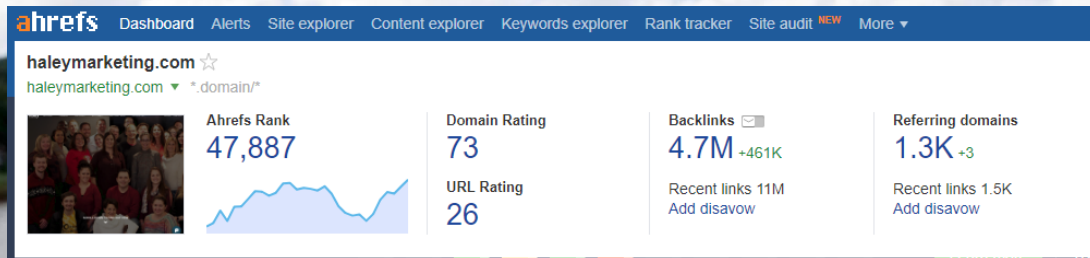 ahrefs Dashboard Alerts Site explorer Content explorer Keywords explorer Rank tracker Site audit NEW More
haleymarketing.com
haleymarketing.com *.domain/*
Ahrefs Rank
47,887
Domain Rating
73
URL Rating
26
Backlinks
4.7M +461K
Recent links 11M
Add disavow
Referring domains
1.3K +3
Recent links 1.5K
Add disavow